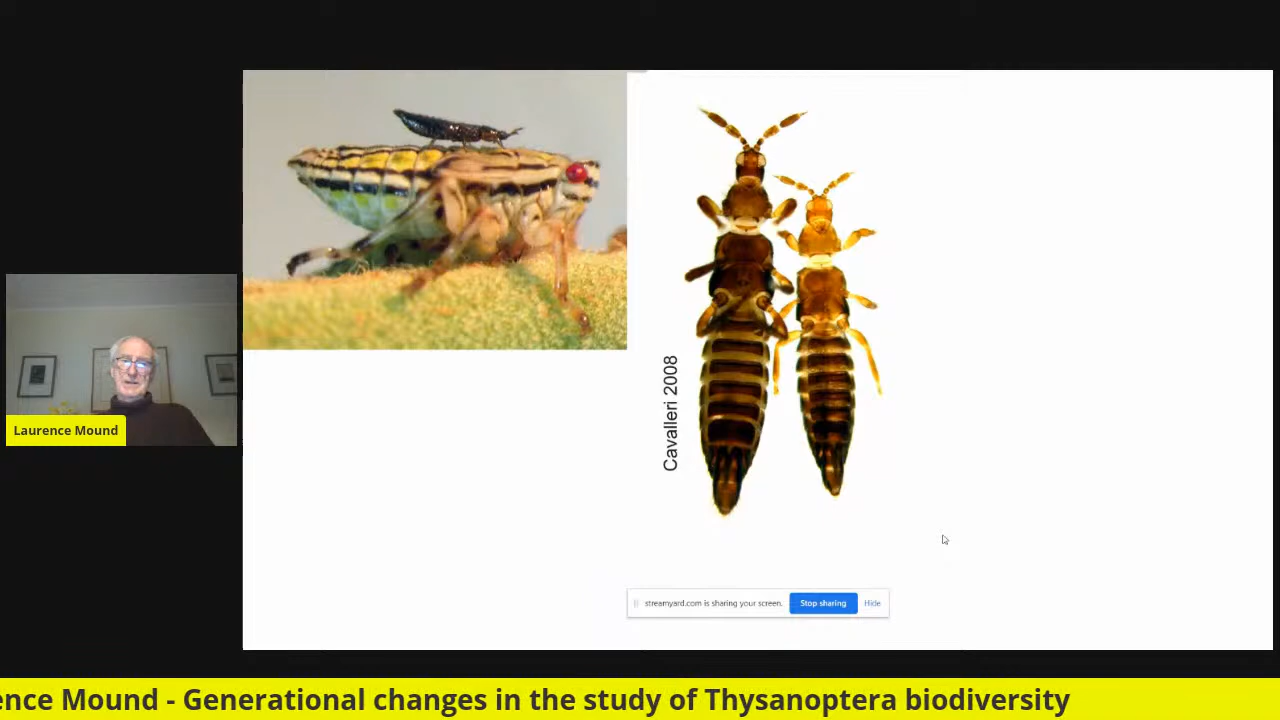 Cavalleri 2008
Laurence Mound
streamyard.com is sharing your screen.
Stop sharing
Hide
ence Mound - Generational changes in the study of Thysanoptera biodiversity